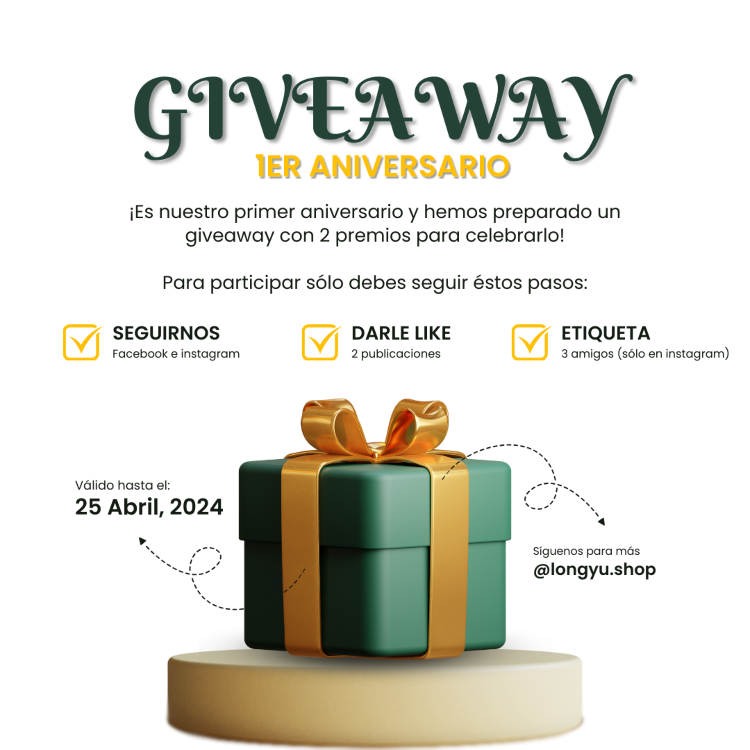 GIVEAWAY
1ER ANIVERSARIO
¡Es nuestro primer aniversario y hemos preparado un
giveaway con 2 premios para celebrarlo!
Para participar sólo debes seguir éstos pasos:
SEGUIRNOS
Facebook e instagram
DARLE LIKE
2 publicaciones
ETIQUETA
3 amigos (sólo en instagram)
Válido hasta el:
25 Abril, 2024
Síguenos para más
@longyu.shop